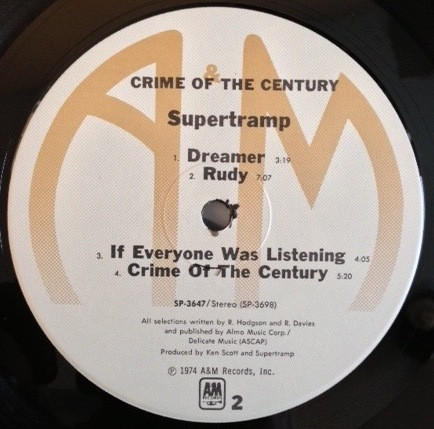 A&M
CRIME OF THE CENTURY
Supertramp
1. Dreamer 3:19
2. Rudy 7:07
3. If Everyone Was Listening 4:05
4. Crime Of The Century 5:20
SP-3647/Stereo (SP-3698)
All selections written by R. Hodgson and R. Davies
and published by Almo Music Corp./
Delicate Music (ASCAP)
Produced by Ken Scott and Supertramp
℗ 1974 A&M Records, Inc.
A&M
RECORDS
2